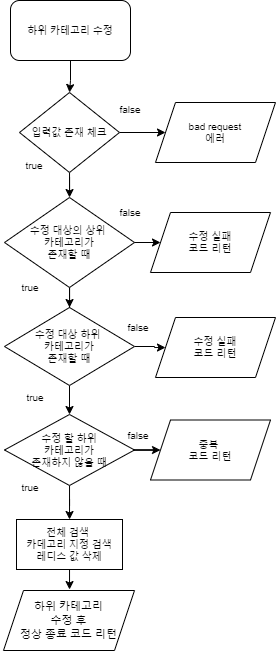 하위 카테고리 수정
false
입력값 존재 체크
bad request
에러
true
false
수정 대상의 상위
카테고리가
존재할 때
수정 실패
코드 리턴
true
false
수정 대상 하위
카테고리가
존재할 때
수정 실패
코드 리턴
true
false
수정 할 하위
카테고리가
존재하지 않을 때
중복
코드 리턴
true
전체 검색
카데고리 지정 검색
레디스 값 삭제
하위 카테고리
수정 후
정상 종료 코드 리턴